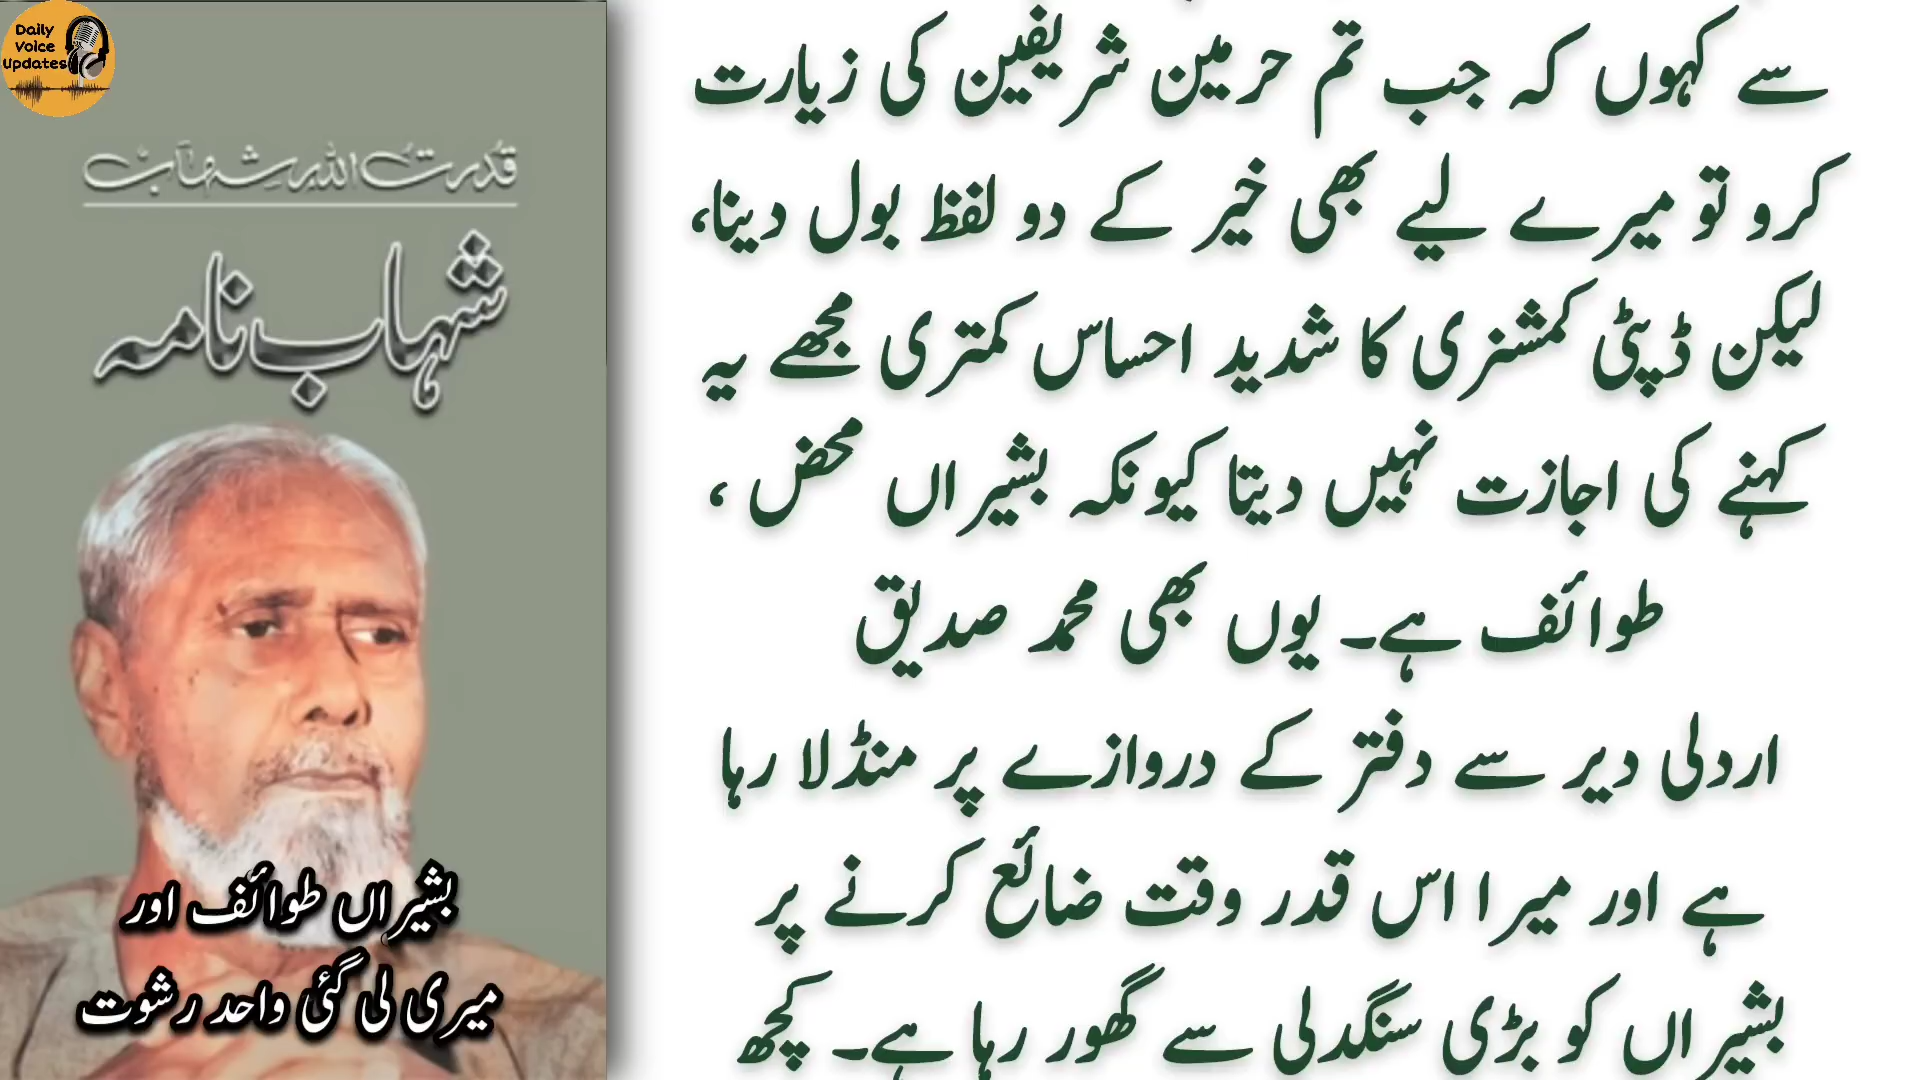 Daily
Voice
Updates
قدرت اللہ شہاب
شہاب نامہ
بشیراں طوائف اور
میری لی گئی واحد رشوت
سے کہوں کہ جب تم حرمین شریفین کی زیارت
کرو تو میرے لیے بھی خیر کے دو لفظ بول دینا،
لیکن ڈپٹی کمشنری کا شدید احساس کمتری مجھے یہ
کہنے کی اجازت نہیں دیتا کیونکہ بشیراں محض ،
طوائف ہے۔ یوں بھی محمد صدیق
اردلی دیر سے دفتر کے دروازے پر منڈلا رہا
ہے اور میرا اس قدر وقت ضائع کرنے پر
بشیراں کو بڑی سنگدلی سے گھور رہا ہے۔ کچھ